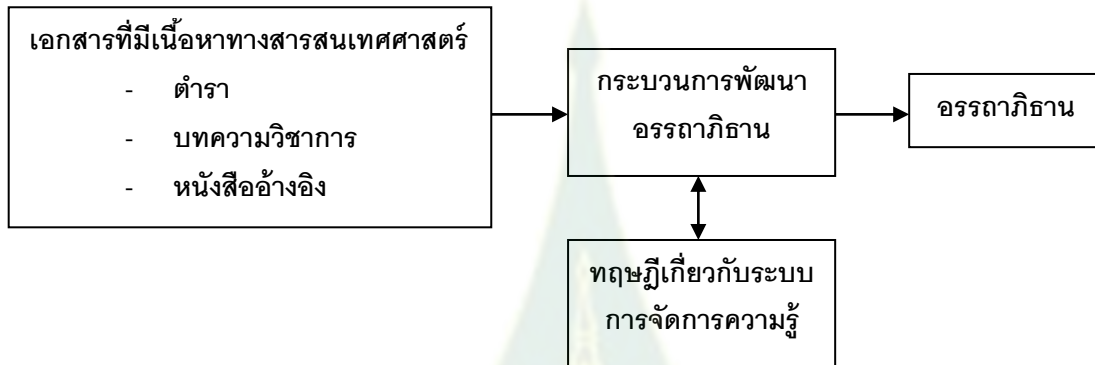 เอกสารที่มีเนื้อหาทางสารสนเทศศาสตร์
- ตำรา
- บทความวิชาการ
- หนังสืออ้างอิง
กระบวนการพัฒนา
อรรถาภิธาน
อรรถาภิธาน
ทฤษฎีเกี่ยวกับระบบ
การจัดการความรู้